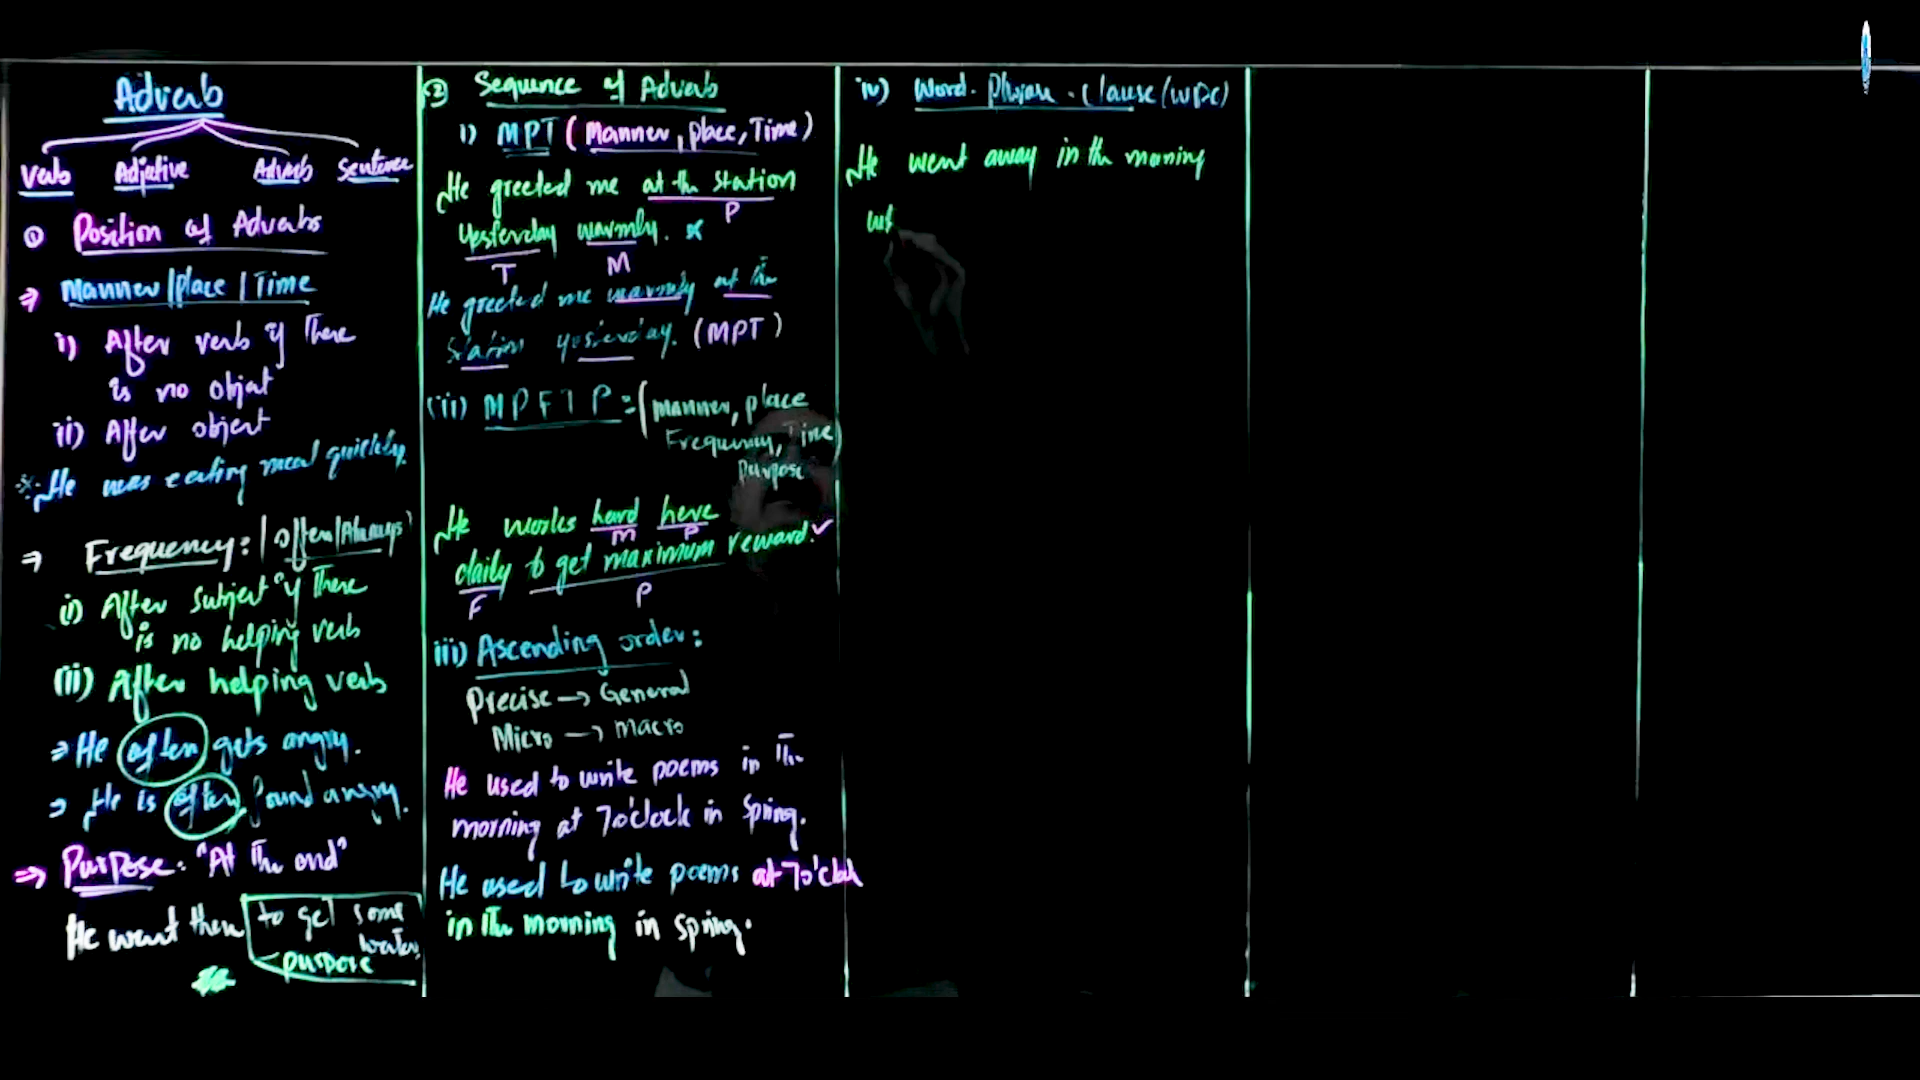 Adverb
Verb Adjective Adverb Sentence
① Position of Adverbs
⇒ Manner/Place/Time
i) After verb if There
is no object
ii) After object
He was eating meal quickly.
⇒ Frequency: (often/Always)
(i) After subject if There
is no helping verb
(ii) After helping verb
⇒ He often gets angry.
⇒ He is often found angry.
⇒ Purpose: "At The end"
He went there to get some
water
purpose
② Sequence of Adverb
i) MPT (Manner, place, Time)
He greeted me at the station
P
yesterday warmly. ×
T M
He greeted me warmly at the
station yesterday. (MPT)
(ii) M P F T P = (manner, place
Frequency, Time)
Purpose
He works hard here
M P
daily to get maximum reward. ✓
F P
iii) Ascending order:
Precise → General
Micro → Macro
He used to write poems in The
morning at 7o'clock in spring.
He used to write poems at 7o'clock
in The morning in spring.
iv) Word. Phrase. Clause (WPC)
He went away in the morning